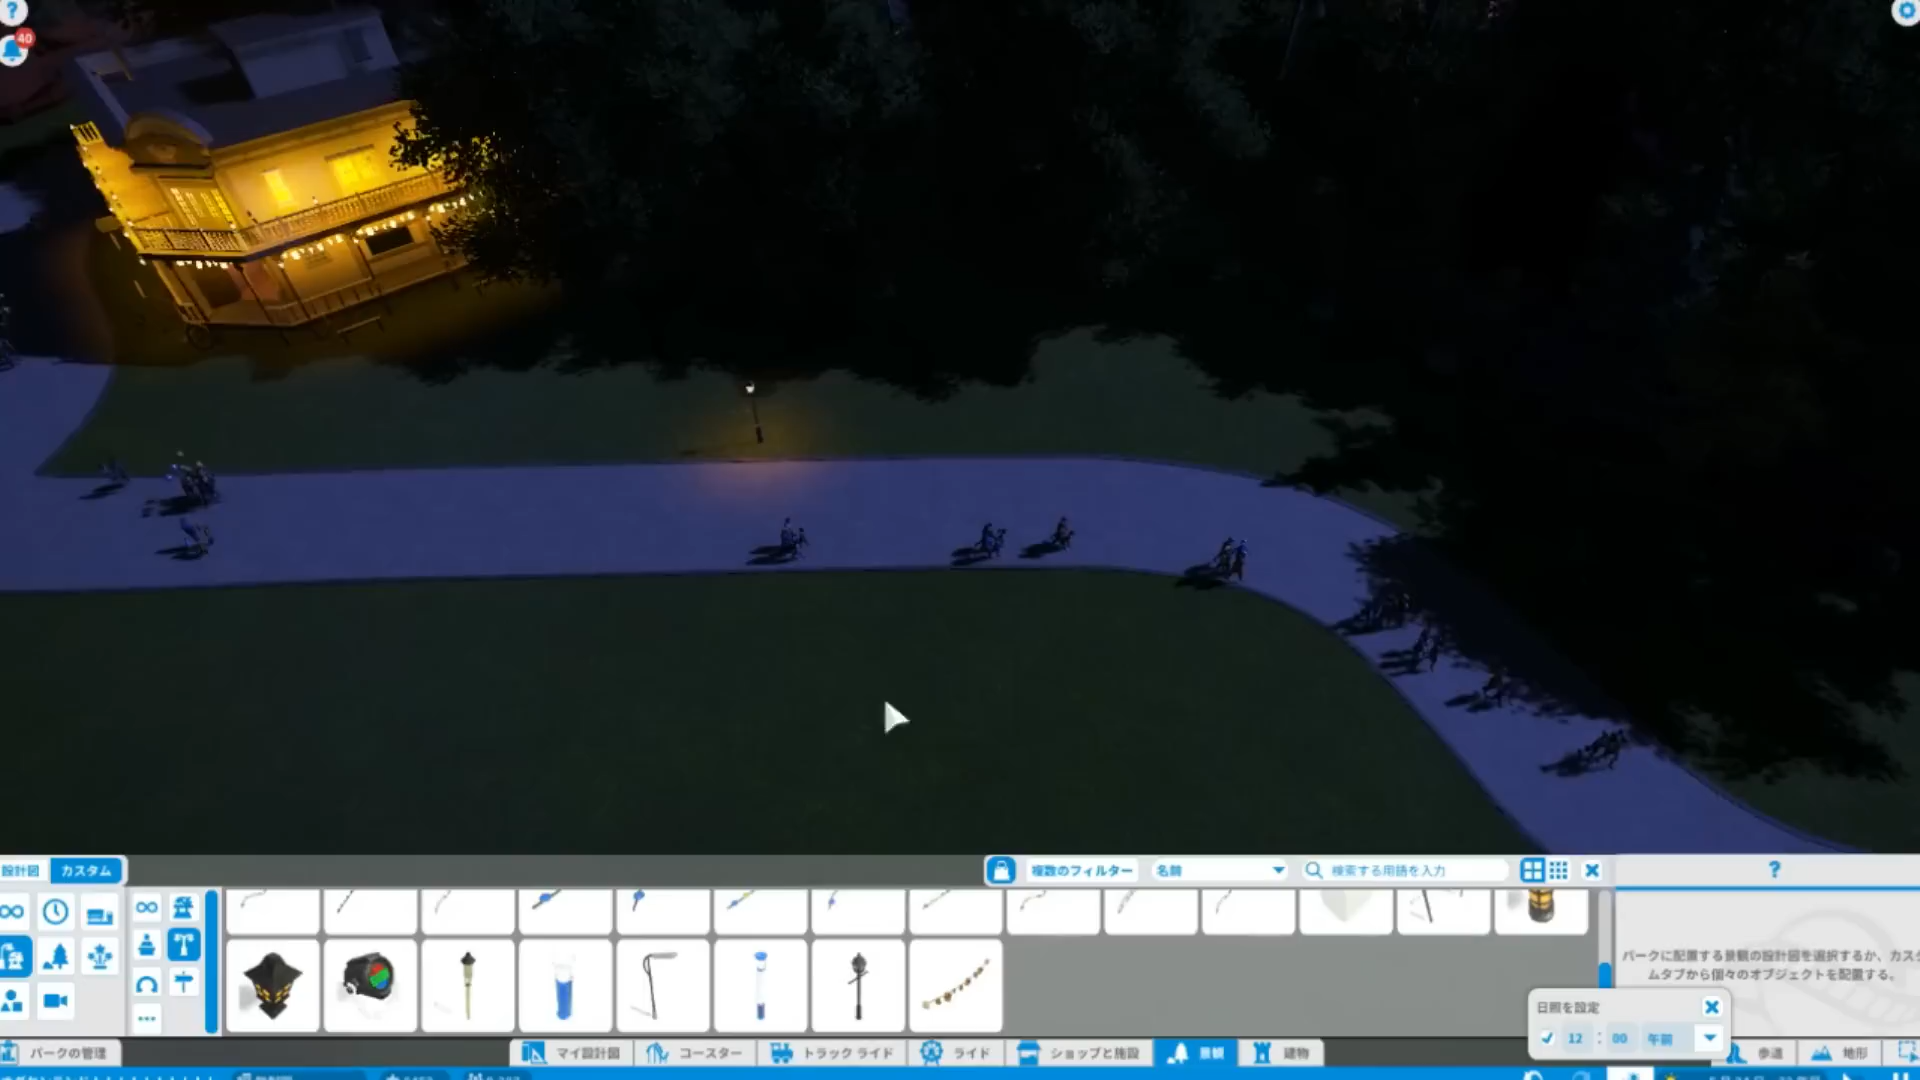 ?
40
設計図 カスタム
複数のフィルター 名前 検索する用語を入力
?
パークに配置する景観の設計図を選択するか、カスタ
ムタブから個々のオブジェクトを配置する。
日照を設定
12 : 00 午前
パークの管理 マイ設計図 コースター トラックライド ライド ショップと施設 景観 建物 歩道 地形